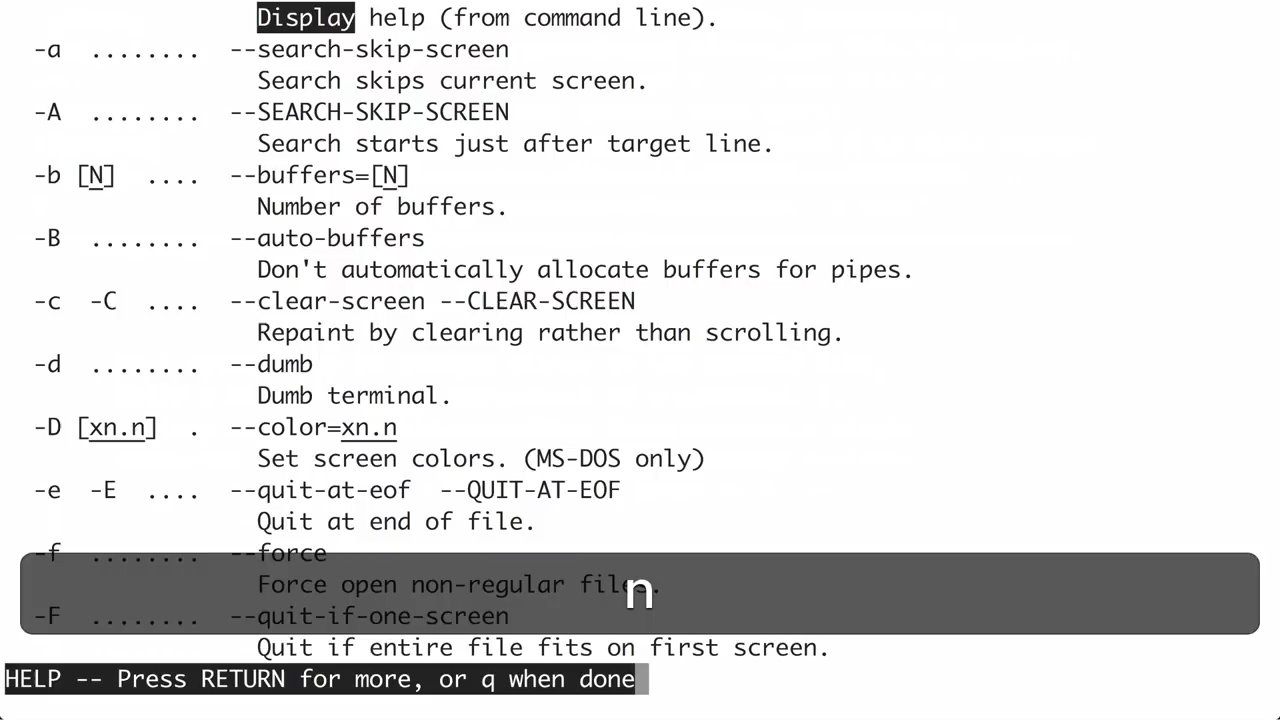 Display help (from command line).
-a ........ --search-skip-screen
Search skips current screen.
-A ........ --SEARCH-SKIP-SCREEN
Search starts just after target line.
-b [N] .... --buffers=[N]
Number of buffers.
-B ........ --auto-buffers
Don't automatically allocate buffers for pipes.
-c -C .... --clear-screen --CLEAR-SCREEN
Repaint by clearing rather than scrolling.
-d ........ --dumb
Dumb terminal.
-D [xn.n] . --color=xn.n
Set screen colors. (MS-DOS only)
-e -E .... --quit-at-eof --QUIT-AT-EOF
Quit at end of file.
-f ........ --force
Force open non-regular files.
n
-F ........ --quit-if-one-screen
Quit if entire file fits on first screen.
HELP -- Press RETURN for more, or q when done